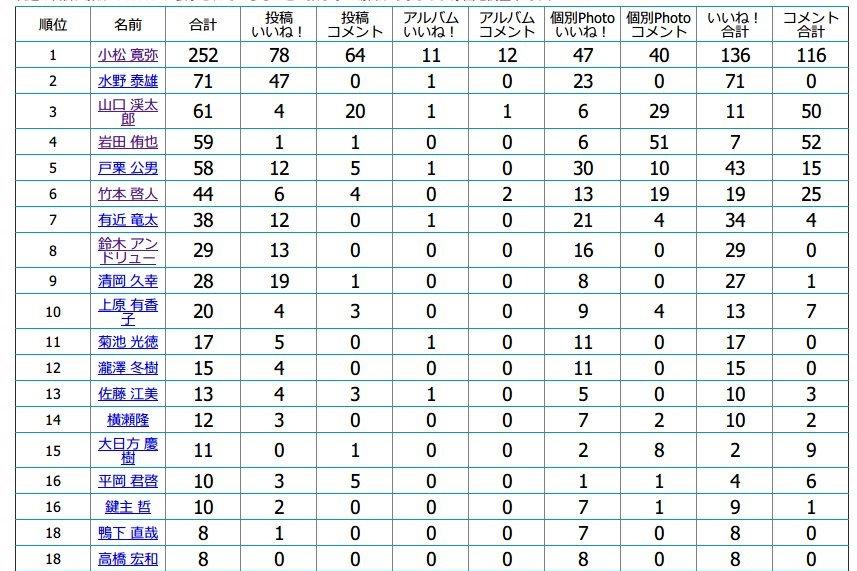 順位 名前 合計 投稿いいね！ 投稿コメント アルバムいいね！ アルバムコメント 個別Photoいいね！ 個別Photoコメント いいね！合計 コメント合計
1 小松 寛弥 252 78 64 11 12 47 40 136 116
2 水野 泰雄 71 47 0 1 0 23 0 71 0
3 山口 渓太郎 61 4 20 1 1 6 29 11 50
4 岩田 侑也 59 1 1 0 0 6 51 7 52
5 戸栗 公男 58 12 5 1 0 30 10 43 15
6 竹本 啓人 44 6 4 0 2 13 19 19 25
7 有近 竜太 38 12 0 1 0 21 4 34 4
8 鈴木 アンドリュー 29 13 0 0 0 16 0 29 0
9 清岡 久幸 28 19 1 0 0 8 0 27 1
10 上原 有香子 20 4 3 0 0 9 4 13 7
11 菊池 光徳 17 5 0 1 0 11 0 17 0
12 瀧澤 冬樹 15 4 0 0 0 11 0 15 0
13 佐藤 江美 13 4 3 1 0 5 0 10 3
14 横瀬隆 12 3 0 0 0 7 2 10 2
15 大日方 慶樹 11 0 1 0 0 2 8 2 9
16 平岡 君啓 10 3 5 0 0 1 1 4 6
16 鍵主 哲 10 2 0 0 0 7 1 9 1
18 鴨下 直哉 8 1 0 0 0 7 0 8 0
18 高橋 宏和 8 0 0 0 0 8 0 8 0